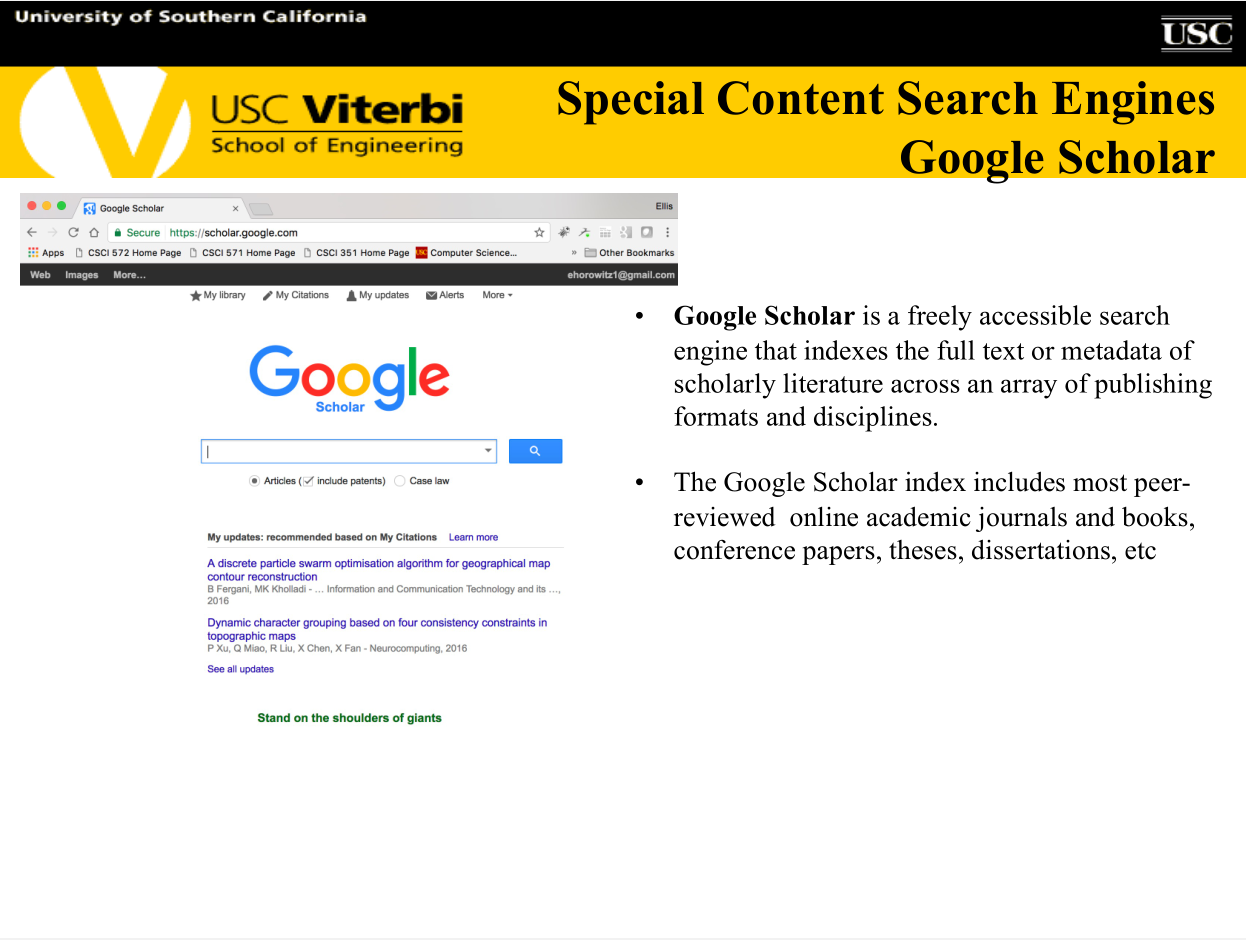 University of Southern California
USC
USC Viterbi
School of Engineering
Special Content Search Engines
Google Scholar
Google Scholar
Ellis
Secure https://scholar.google.com
Apps CSCI 572 Home Page CSCI 571 Home Page CSCI 351 Home Page USC Computer Science... » Other Bookmarks
Web Images More... ehorowitz1@gmail.com
My library My Citations My updates Alerts More
Google
Scholar
Articles ( include patents) Case law
My updates: recommended based on My Citations Learn more
A discrete particle swarm optimisation algorithm for geographical map
contour reconstruction
B Fergani, MK Kholladi - … Information and Communication Technology and its …,
2016
Dynamic character grouping based on four consistency constraints in
topographic maps
P Xu, Q Miao, R Liu, X Chen, X Fan - Neurocomputing, 2016
See all updates
Stand on the shoulders of giants
• Google Scholar is a freely accessible search
engine that indexes the full text or metadata of
scholarly literature across an array of publishing
formats and disciplines.
• The Google Scholar index includes most peer-
reviewed online academic journals and books,
conference papers, theses, dissertations, etc